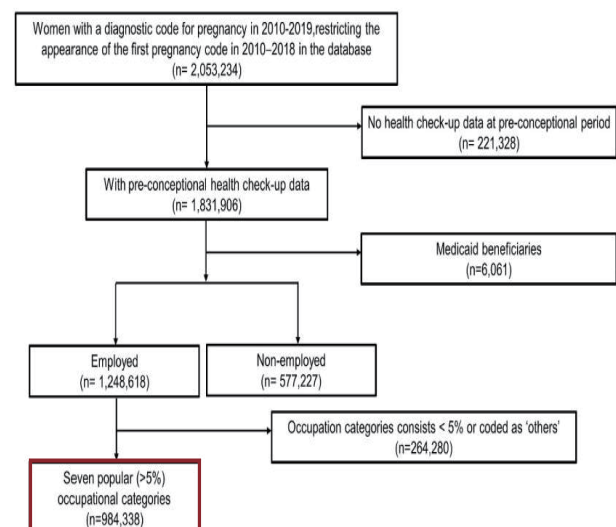 Women with a diagnostic code for pregnancy in 2010-2019,restricting the
appearance of the first pregnancy code in 2010–2018 in the database
(n= 2,053,234)
No health check-up data at pre-conceptional period
(n= 221,328)
With pre-conceptional health check-up data
(n= 1,831,906)
Medicaid beneficiaries
(n=6,061)
Employed
(n= 1,248,618)
Non-employed
(n= 577,227)
Occupation categories consists < 5% or coded as ‘others’
(n=264,280)
Seven popular (>5%)
occupational categories
(n=984,338)